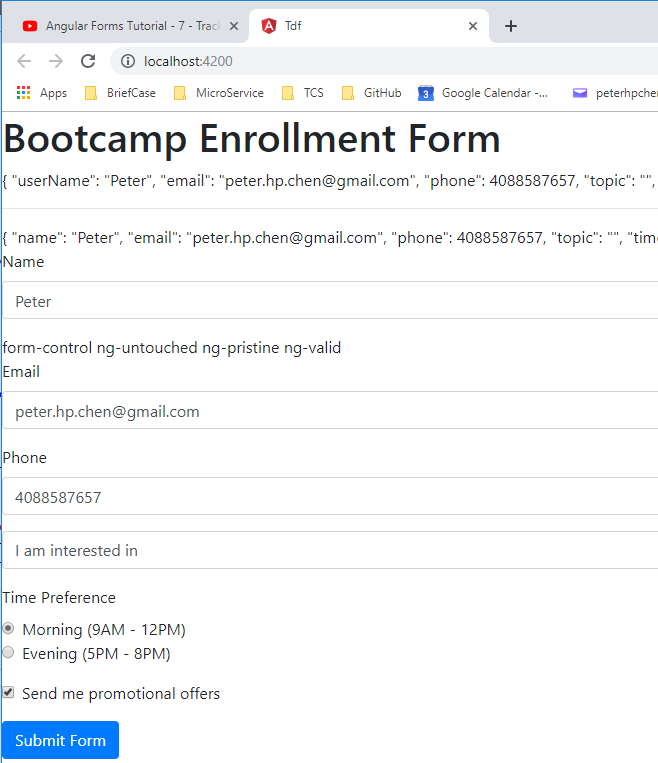 Angular Forms Tutorial - 7 - Track
Tdf
localhost:4200
Apps
BriefCase
MicroService
TCS
GitHub
3
Google Calendar -...
peterhpche
Bootcamp Enrollment Form
{ "userName": "Peter", "email": "peter.hp.chen@gmail.com", "phone": 4088587657, "topic": "",
{ "name": "Peter", "email": "peter.hp.chen@gmail.com", "phone": 4088587657, "topic": "", "time
Name
Peter
form-control ng-untouched ng-pristine ng-valid
Email
peter.hp.chen@gmail.com
Phone
4088587657
I am interested in
Time Preference
Morning (9AM - 12PM)
Evening (5PM - 8PM)
Send me promotional offers
Submit Form